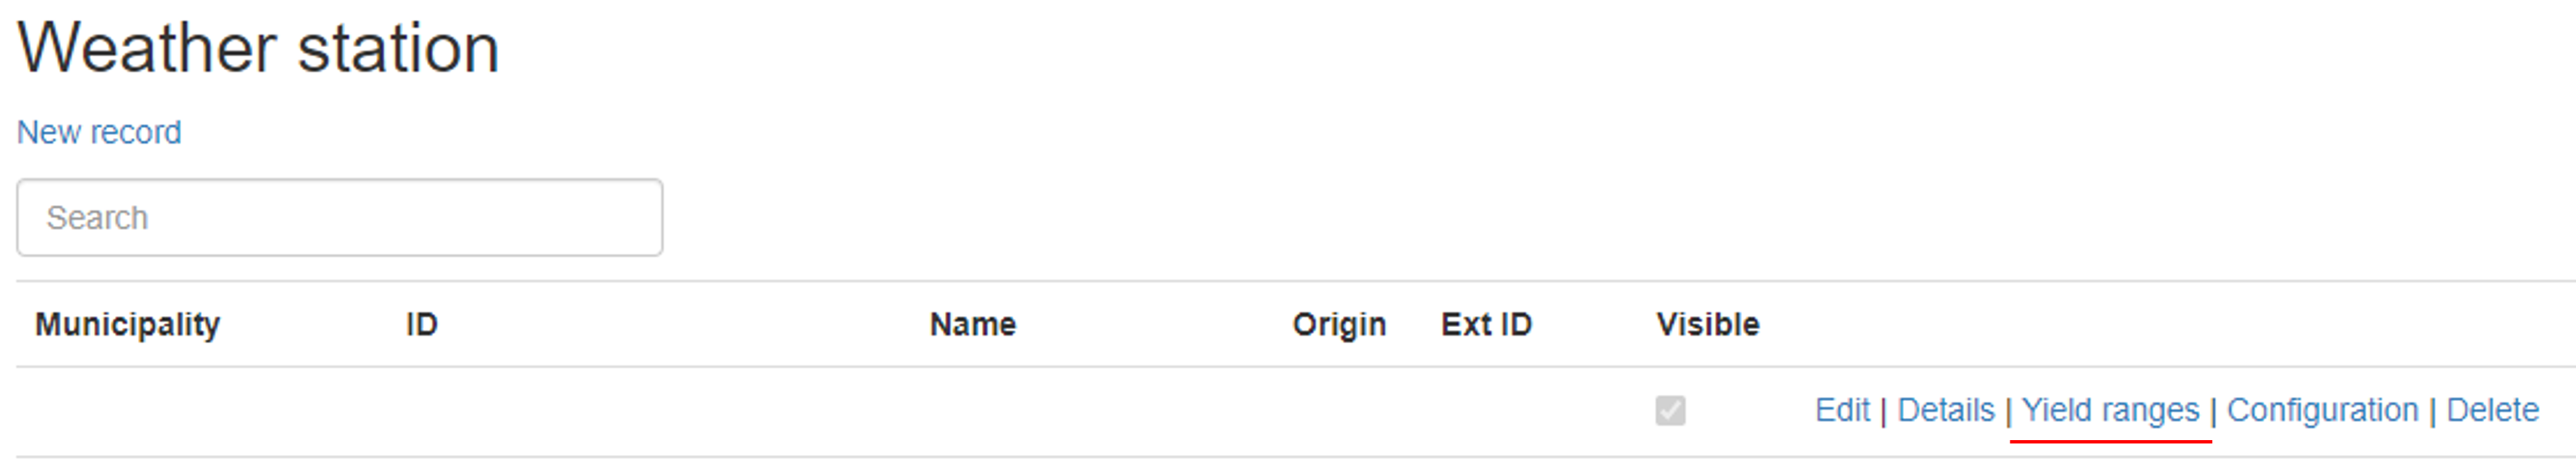 Weather station
New record
Search
Municipality ID Name Origin Ext ID Visible
Edit | Details | Yield ranges | Configuration | Delete